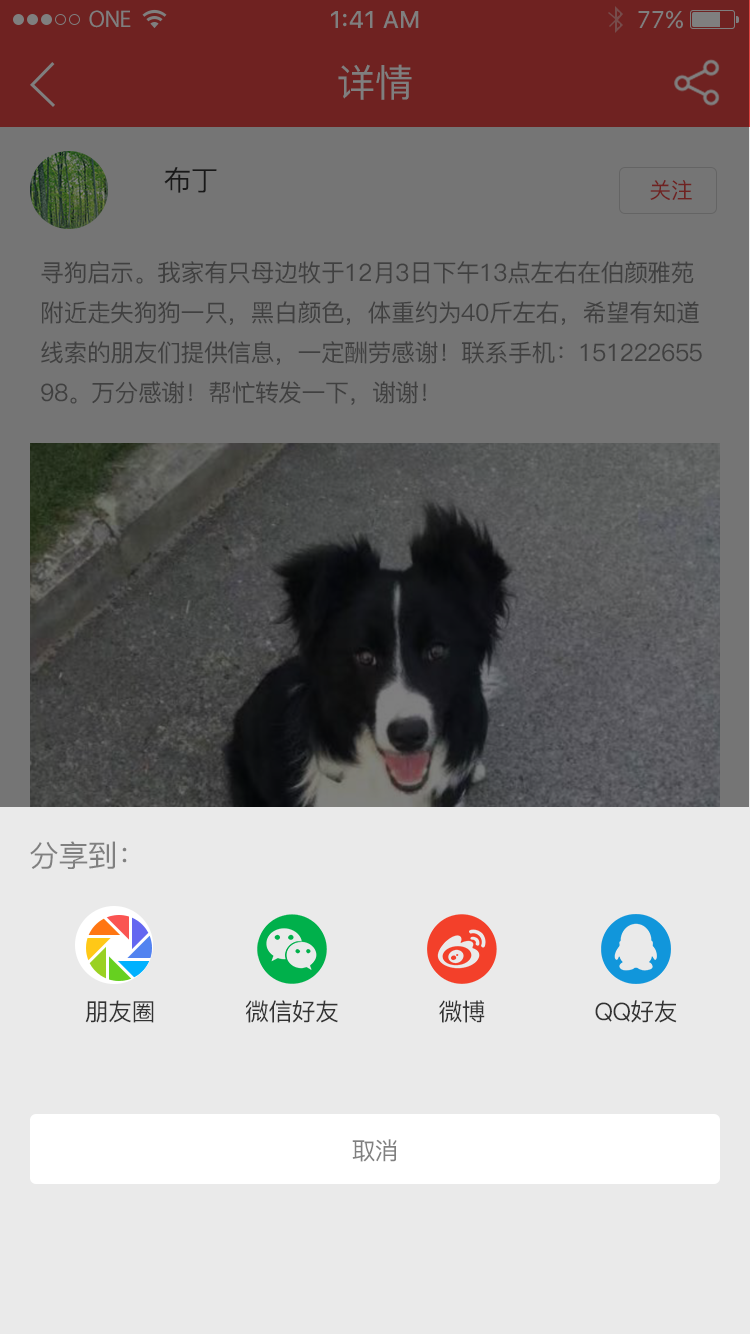 ONE
1:41 AM
77%
详情
布丁
关注
寻狗启示。我家有只母边牧于12月3日下午13点左右在伯颜雅苑
附近走失狗狗一只，黑白颜色，体重约为40斤左右，希望有知道
线索的朋友们提供信息，一定酬劳感谢！联系手机：151222655
98。万分感谢！帮忙转发一下，谢谢！
分享到：
朋友圈
微信好友
微博
QQ好友
取消